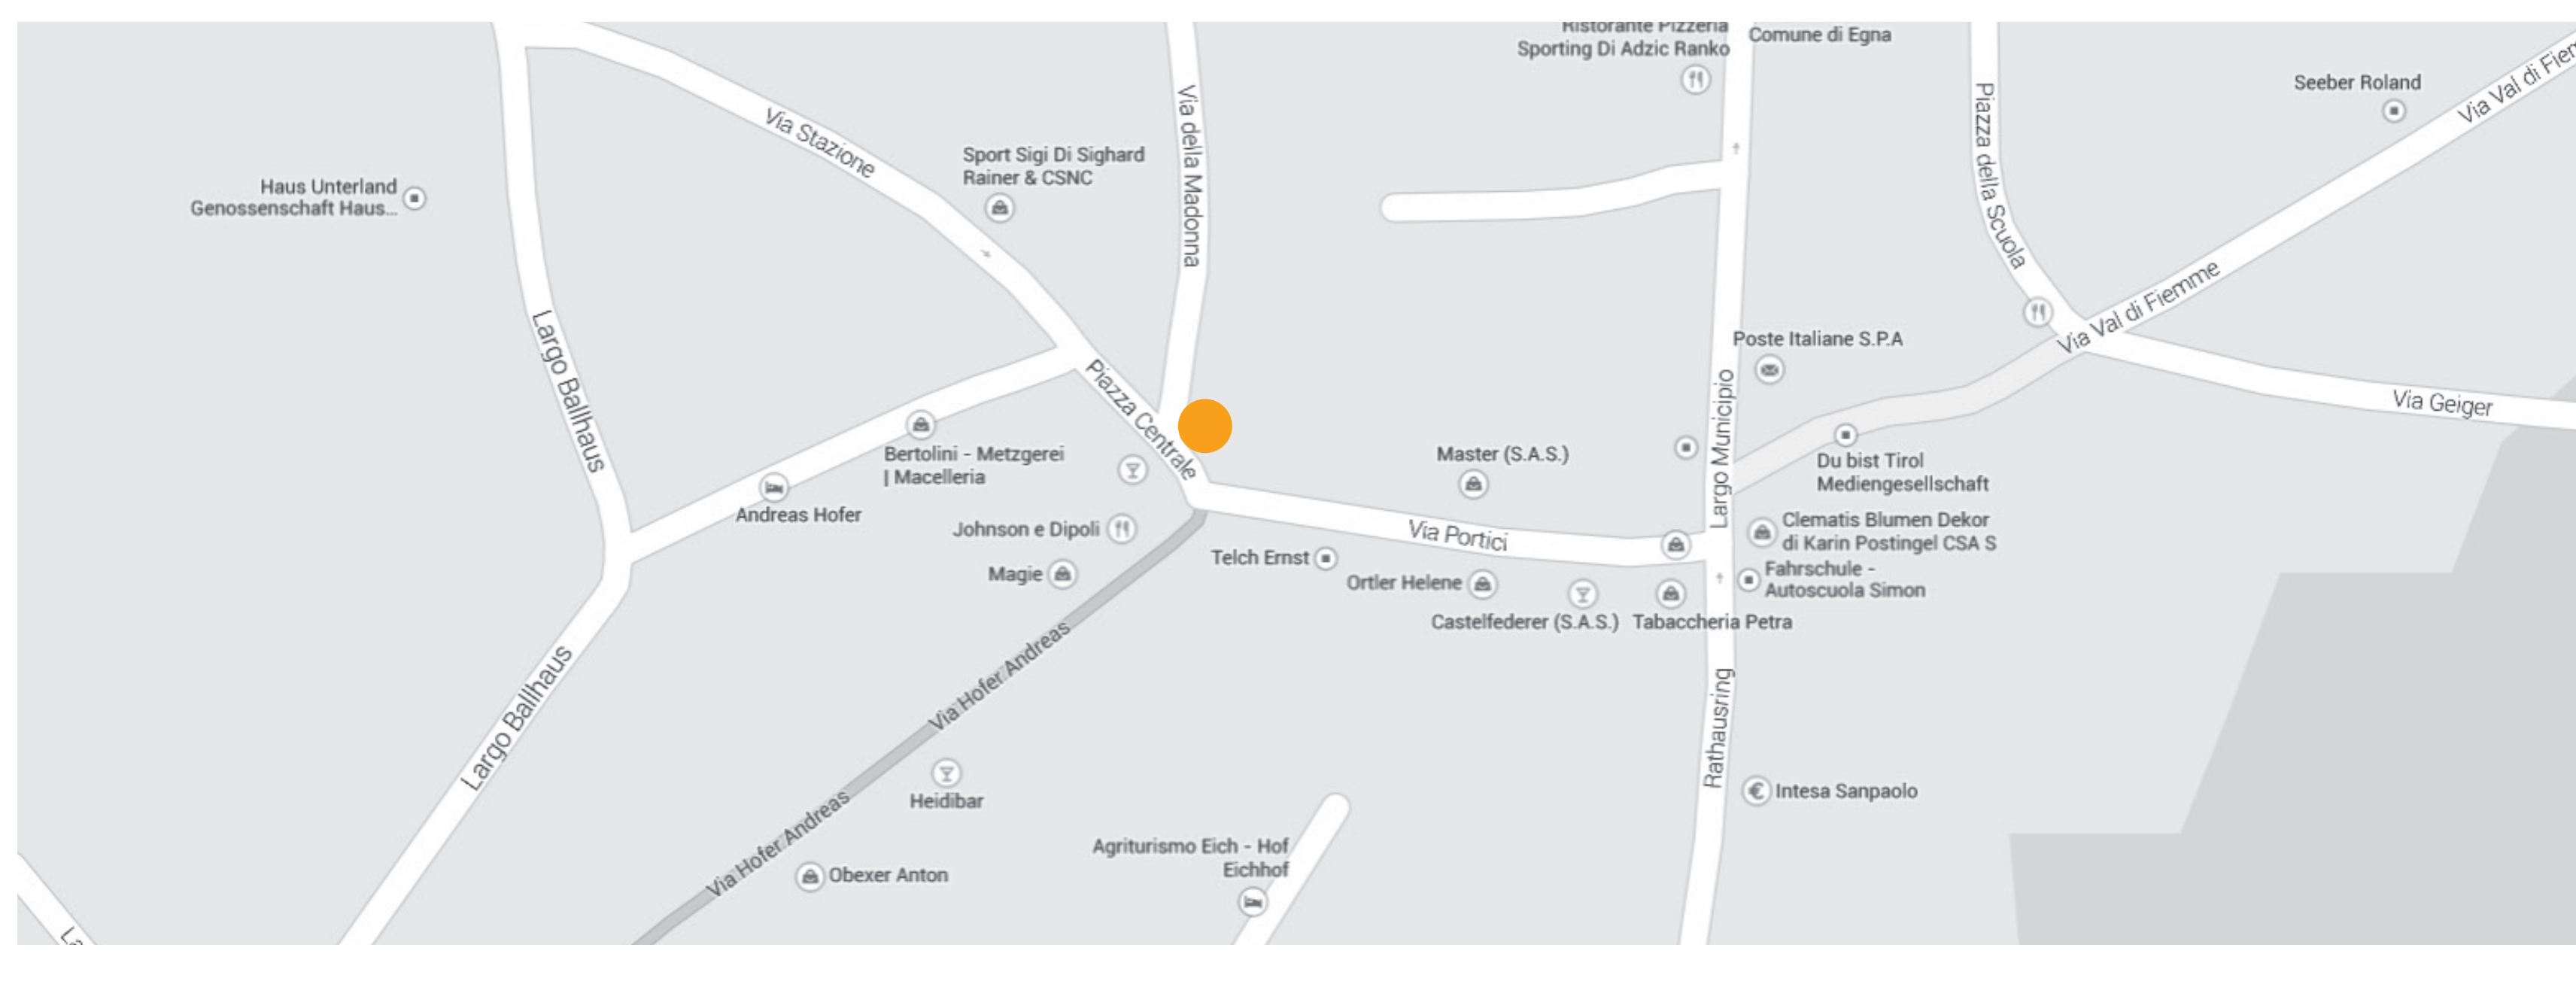 Ristorante Pizzeria
Sporting Di Adzic Ranko
Comune di Egna
Seeber Roland
Via Val di Fiem
Via Stazione
Via della Madonna
Piazza della Scuola
Sport Sigi Di Sighard
Rainer & CSNC
Haus Unterland
Genossenschaft Haus...
Via Val di Fiemme
Largo Ballhaus
Piazza Centrale
Poste Italiane S.P.A
Largo Municipio
Via Geiger
Bertolini - Metzgerei
| Macelleria
Master (S.A.S.)
Du bist Tirol
Mediengesellschaft
Andreas Hofer
Johnson e Dipoli
Via Portici
Clematis Blumen Dekor
di Karin Postingel CSA S
Telch Ernst
Magie
Ortler Helene
Fahrschule -
Autoscuola Simon
Castelfederer (S.A.S.)
Tabaccheria Petra
Via Hofer Andreas
Largo Ballhaus
Rathausring
Heidibar
Via Hofer Andreas
Intesa Sanpaolo
Agriturismo Eich - Hof
Eichhof
Obexer Anton